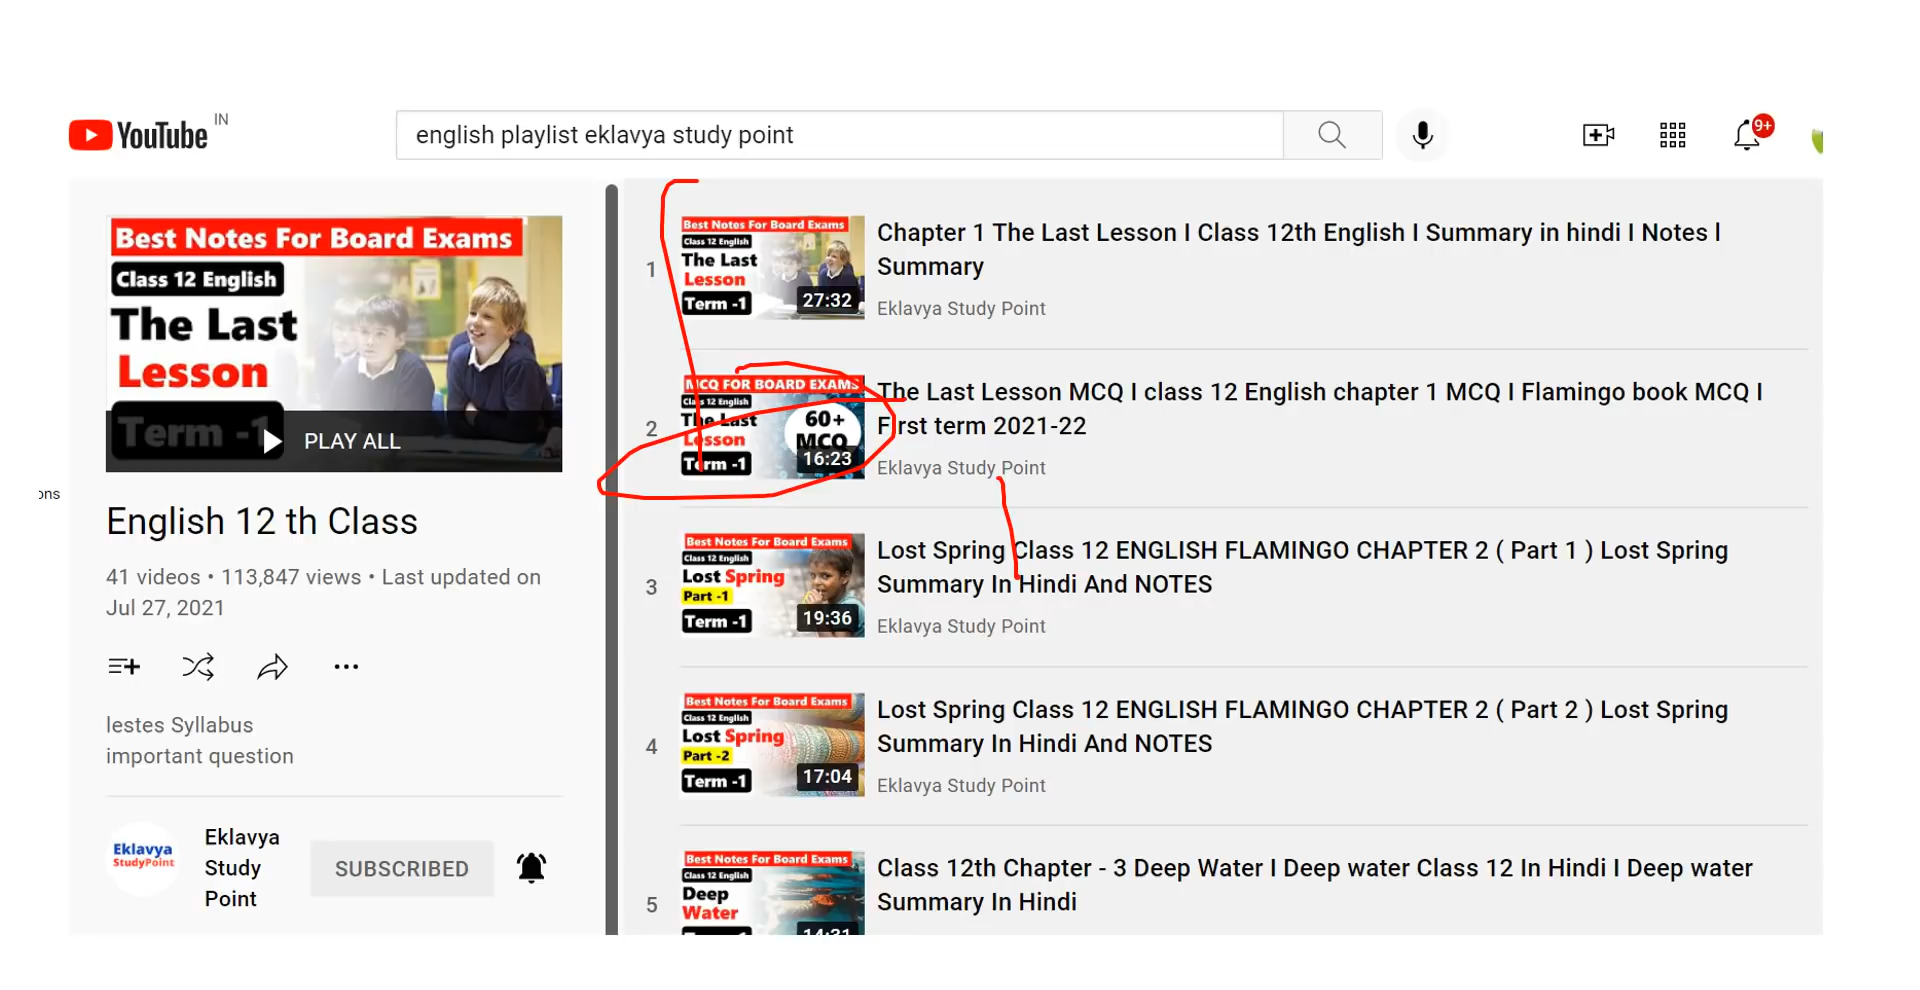 YouTube IN
english playlist eklavya study point
9+
Best Notes For Board Exams
Class 12 English
The Last
Lesson
Term -1
PLAY ALL
ons
English 12 th Class
41 videos • 113,847 views • Last updated on
Jul 27, 2021
lestes Syllabus
important question
Eklavya
StudyPoint
Eklavya
Study
Point
SUBSCRIBED
1
Best Notes For Board Exams
Class 12 English
The Last
Lesson
Term -1
27:32
Chapter 1 The Last Lesson I Class 12th English I Summary in hindi I Notes l
Summary
Eklavya Study Point
2
MCQ FOR BOARD EXAMS
Class 12 English
The Last
Lesson
Term -1
60+
MCQ
16:23
The Last Lesson MCQ I class 12 English chapter 1 MCQ I Flamingo book MCQ I
First term 2021-22
Eklavya Study Point
3
Best Notes For Board Exams
Class 12 English
Lost Spring
Part -1
Term -1
19:36
Lost Spring Class 12 ENGLISH FLAMINGO CHAPTER 2 ( Part 1 ) Lost Spring
Summary In Hindi And NOTES
Eklavya Study Point
4
Best Notes For Board Exams
Class 12 English
Lost Spring
Part -2
Term -1
17:04
Lost Spring Class 12 ENGLISH FLAMINGO CHAPTER 2 ( Part 2 ) Lost Spring
Summary In Hindi And NOTES
Eklavya Study Point
5
Best Notes For Board Exams
Class 12 English
Deep
Water
14:31
Class 12th Chapter - 3 Deep Water I Deep water Class 12 In Hindi I Deep water
Summary In Hindi